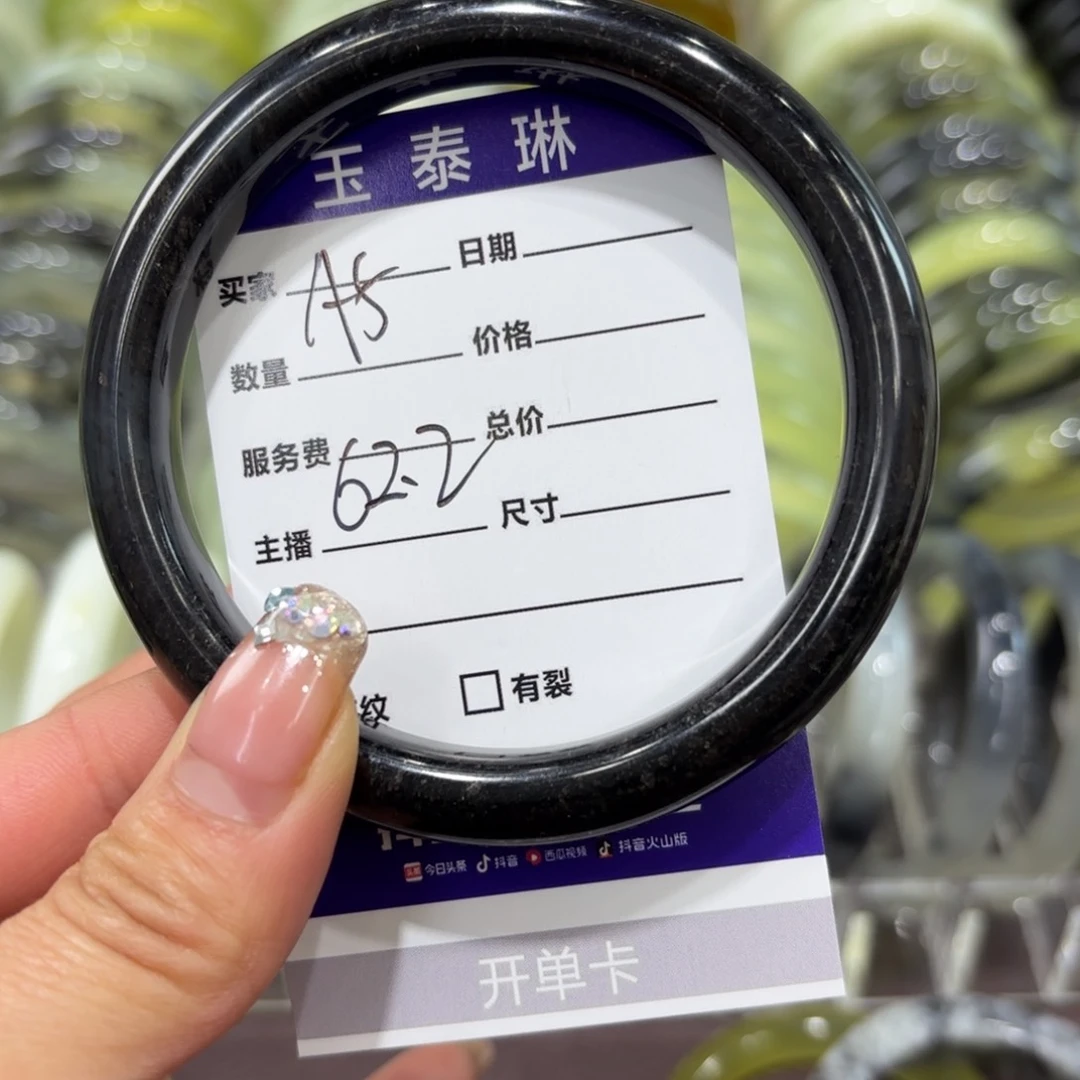 玉泰琳
买家 A5 日期
数量 价格
服务费 62.2 总价
主播 尺寸
纹 有裂
今日头条 抖音 西瓜视频 抖音火山版
开单卡